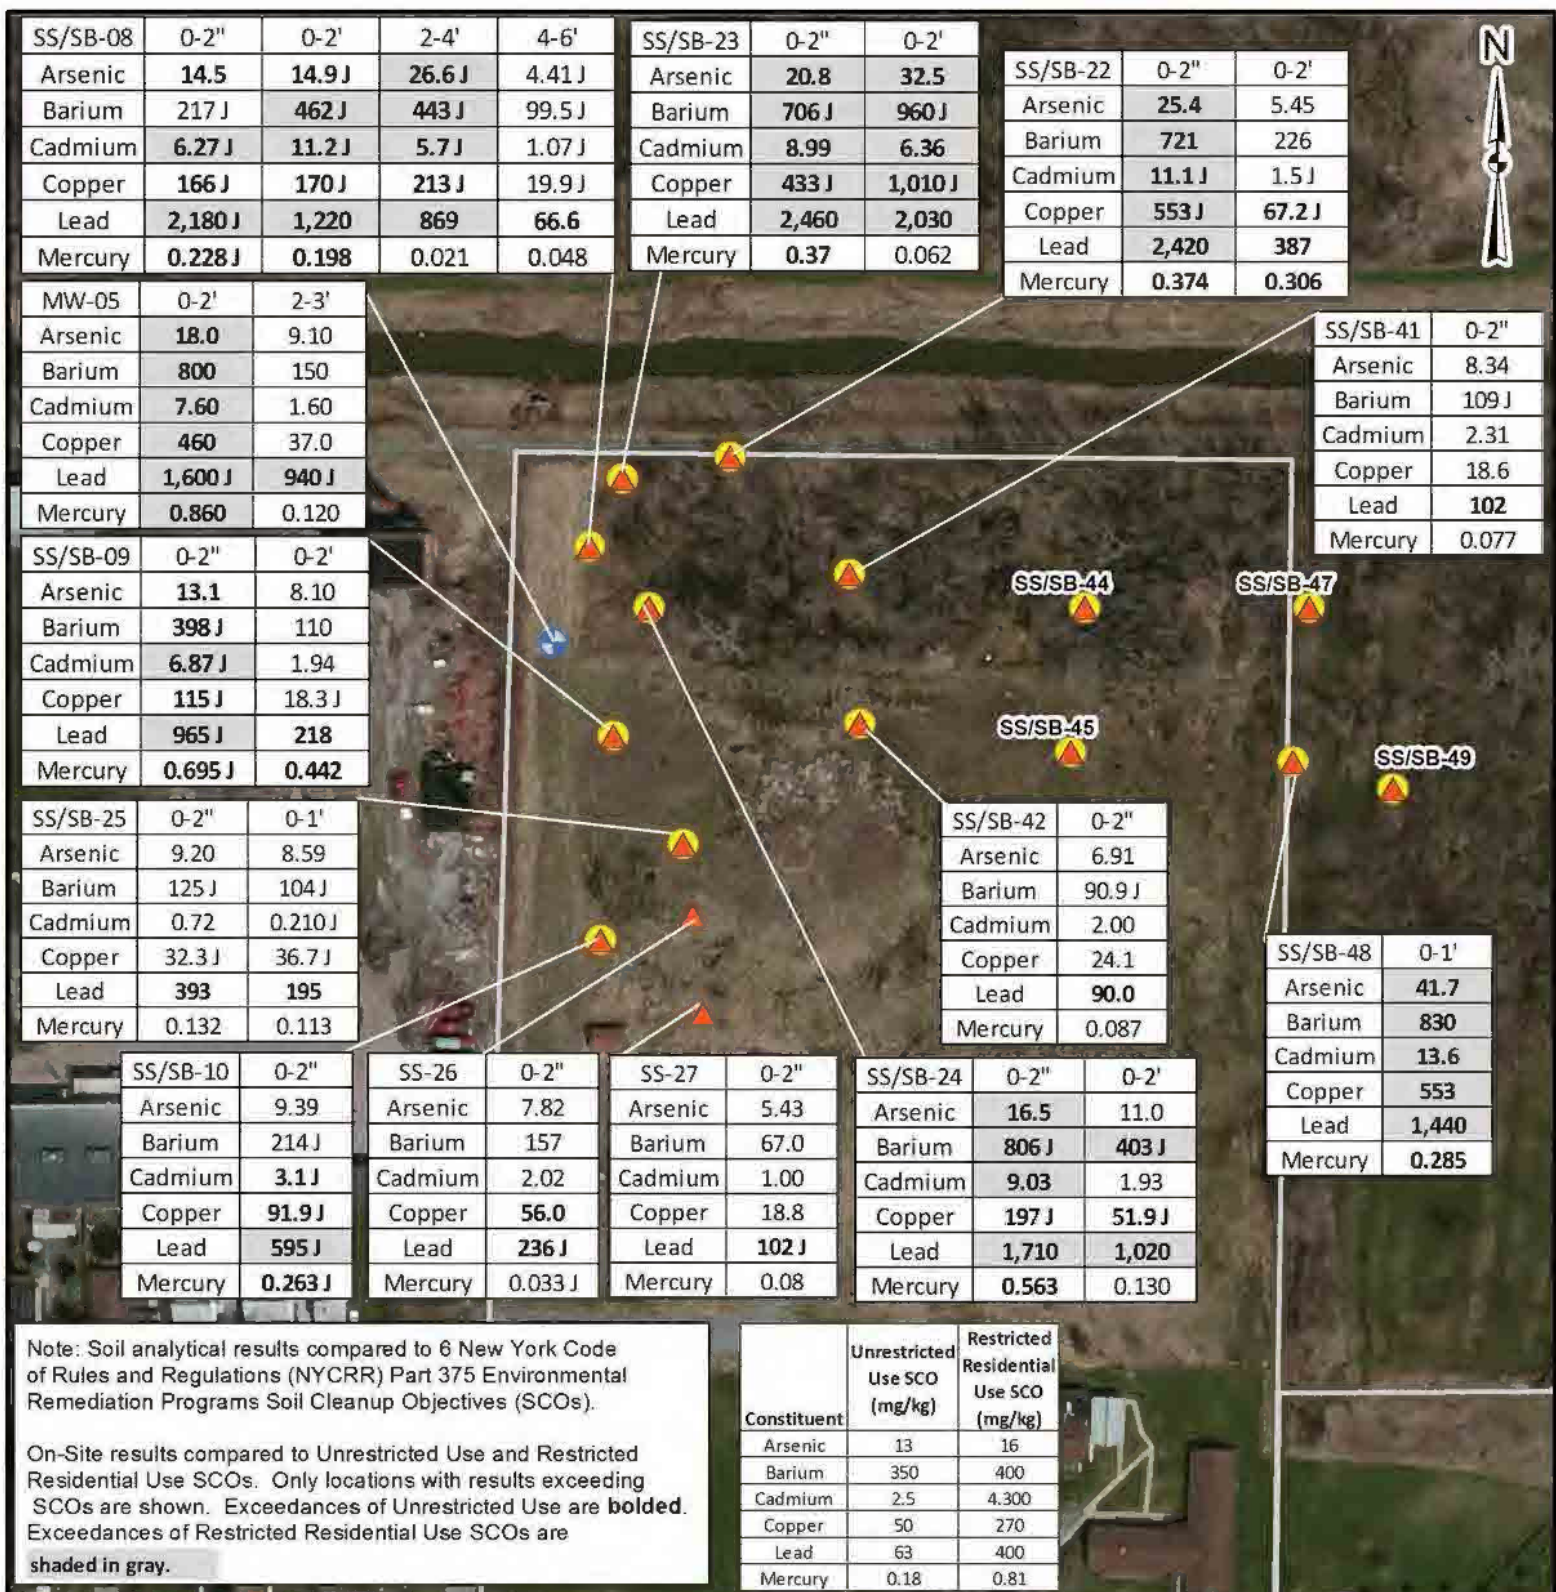 SS/SB-08 0-2" 0-2' 2-4' 4-6'
Arsenic 14.5 14.9 J 26.6 J 4.41 J
Barium 217 J 462 J 443 J 99.5 J
Cadmium 6.27 J 11.2 J 5.7 J 1.07 J
Copper 166 J 170 J 213 J 19.9 J
Lead 2,180 J 1,220 869 66.6
Mercury 0.228 J 0.198 0.021 0.048
SS/SB-23 0-2" 0-2'
Arsenic 20.8 32.5
Barium 706 J 960 J
Cadmium 8.99 6.36
Copper 433 J 1,010 J
Lead 2,460 2,030
Mercury 0.37 0.062
SS/SB-22 0-2" 0-2'
Arsenic 25.4 5.45
Barium 721 226
Cadmium 11.1 J 1.5 J
Copper 553 J 67.2 J
Lead 2,420 387
Mercury 0.374 0.306
N
MW-05 0-2' 2-3'
Arsenic 18.0 9.10
Barium 800 150
Cadmium 7.60 1.60
Copper 460 37.0
Lead 1,600 J 940 J
Mercury 0.860 0.120
SS/SB-41 0-2"
Arsenic 8.34
Barium 109 J
Cadmium 2.31
Copper 18.6
Lead 102
Mercury 0.077
SS/SB-09 0-2" 0-2'
Arsenic 13.1 8.10
Barium 398 J 110
Cadmium 6.87 J 1.94
Copper 115 J 18.3 J
Lead 965 J 218
Mercury 0.695 J 0.442
SS/SB-44
SS/SB-47
SS/SB-45
SS/SB-49
SS/SB-25 0-2" 0-1'
Arsenic 9.20 8.59
Barium 125 J 104 J
Cadmium 0.72 0.210 J
Copper 32.3 J 36.7 J
Lead 393 195
Mercury 0.132 0.113
SS/SB-42 0-2"
Arsenic 6.91
Barium 90.9 J
Cadmium 2.00
Copper 24.1
Lead 90.0
Mercury 0.087
SS/SB-48 0-1'
Arsenic 41.7
Barium 830
Cadmium 13.6
Copper 553
Lead 1,440
Mercury 0.285
SS/SB-10 0-2"
Arsenic 9.39
Barium 214 J
Cadmium 3.1 J
Copper 91.9 J
Lead 595 J
Mercury 0.263 J
SS-26 0-2"
Arsenic 7.82
Barium 157
Cadmium 2.02
Copper 56.0
Lead 236 J
Mercury 0.033 J
SS-27 0-2"
Arsenic 5.43
Barium 67.0
Cadmium 1.00
Copper 18.8
Lead 102 J
Mercury 0.08
SS/SB-24 0-2" 0-2'
Arsenic 16.5 11.0
Barium 806 J 403 J
Cadmium 9.03 1.93
Copper 197 J 51.9 J
Lead 1,710 1,020
Mercury 0.563 0.130
Note: Soil analytical results compared to 6 New York Code
of Rules and Regulations (NYCRR) Part 375 Environmental
Remediation Programs Soil Cleanup Objectives (SCOs).
On-Site results compared to Unrestricted Use and Restricted
Residential Use SCOs. Only locations with results exceeding
SCOs are shown. Exceedances of Unrestricted Use are bolded.
Exceedances of Restricted Residential Use SCOs are
shaded in gray.
Constituent Unrestricted Use SCO (mg/kg) Restricted Residential Use SCO (mg/kg)
Arsenic 13 16
Barium 350 400
Cadmium 2.5 4.300
Copper 50 270
Lead 63 400
Mercury 0.18 0.81